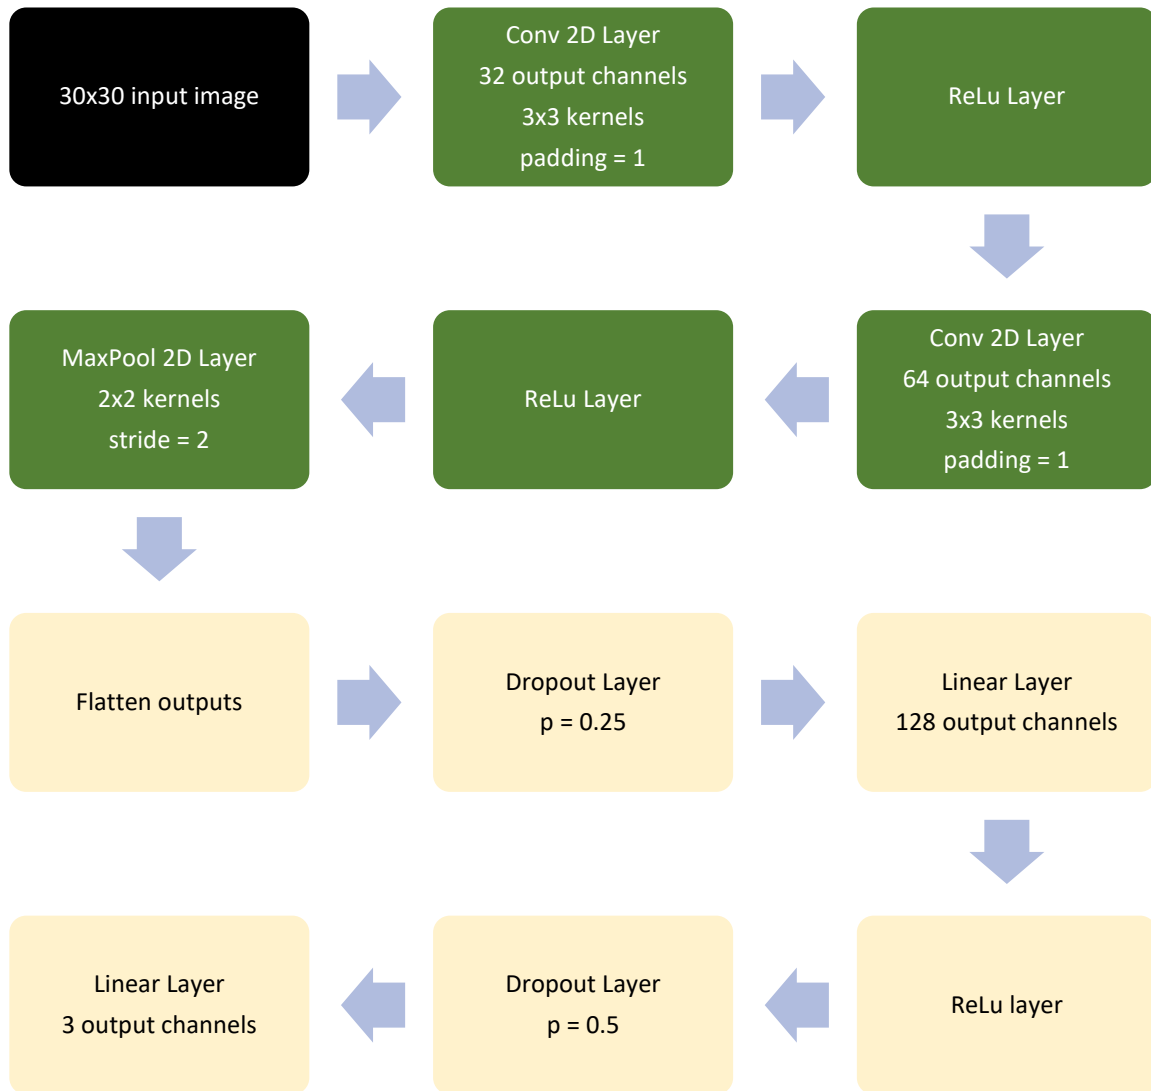 30x30 input image
Conv 2D Layer
32 output channels
3x3 kernels
padding = 1
ReLu Layer
Conv 2D Layer
64 output channels
3x3 kernels
padding = 1
ReLu Layer
MaxPool 2D Layer
2x2 kernels
stride = 2
Flatten outputs
Dropout Layer
p = 0.25
Linear Layer
128 output channels
ReLu layer
Dropout Layer
p = 0.5
Linear Layer
3 output channels